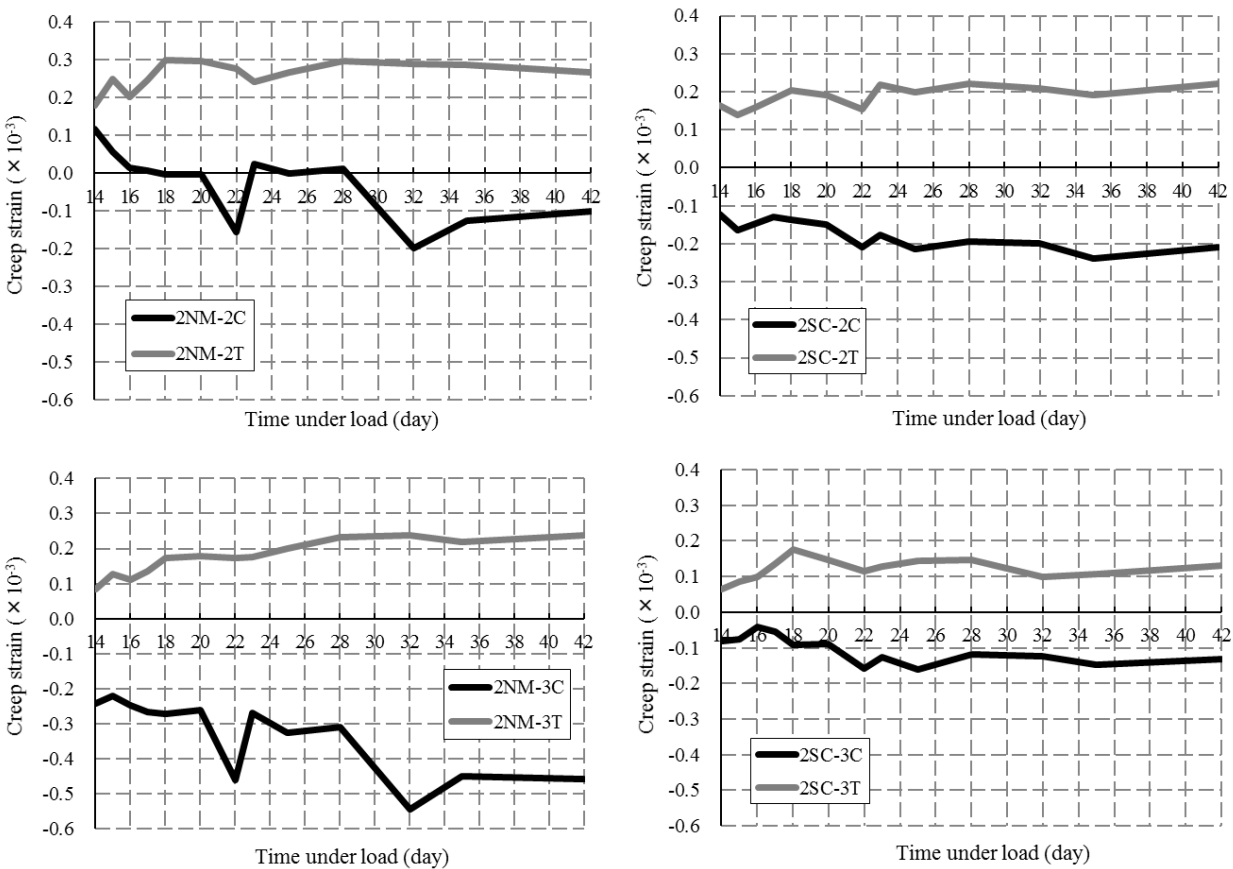 0.4
0.3
0.2
0.1
0.0
-0.1
-0.2
-0.3
-0.4
-0.5
-0.6
Creep strain ( × 10⁻³)
14 16 18 20 22 24 26 28 30 32 34 36 38 40 42
2NM-2C
2NM-2T
Time under load (day)
0.4
0.3
0.2
0.1
0.0
-0.1
-0.2
-0.3
-0.4
-0.5
-0.6
Creep strain ( × 10⁻³)
14 16 18 20 22 24 26 28 30 32 34 36 38 40 42
2SC-2C
2SC-2T
Time under load (day)
0.4
0.3
0.2
0.1
0.0
-0.1
-0.2
-0.3
-0.4
-0.5
-0.6
Creep strain ( × 10⁻³)
14 16 18 20 22 24 26 28 30 32 34 36 38 40 42
2NM-3C
2NM-3T
Time under load (day)
0.4
0.3
0.2
0.1
0.0
-0.1
-0.2
-0.3
-0.4
-0.5
-0.6
Creep strain ( × 10⁻³)
14 16 18 20 22 24 26 28 30 32 34 36 38 40 42
2SC-3C
2SC-3T
Time under load (day)